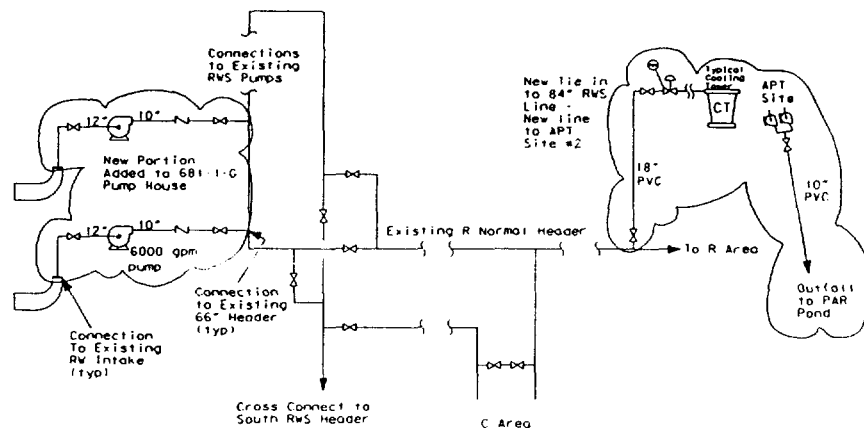 Connections
to Existing
RWS Pumps
12"
10"
New Portion
Added to 681-1-G
Pump House
12"
10"
6000 gpm
pump
Connection
to Existing
66" Header
(typ)
Connection
To Existing
RW Intake
(typ)
Cross Connect to
South RWS Header
Existing R Normal Header
C Area
To R Area
New Tie in
to 84" RWS
Line -
New line
to APT
Site #2
18"
PVC
Typical
Cooling
Tower
CT
APT
Site
10"
PVC
Outfall
to PAR
Pond